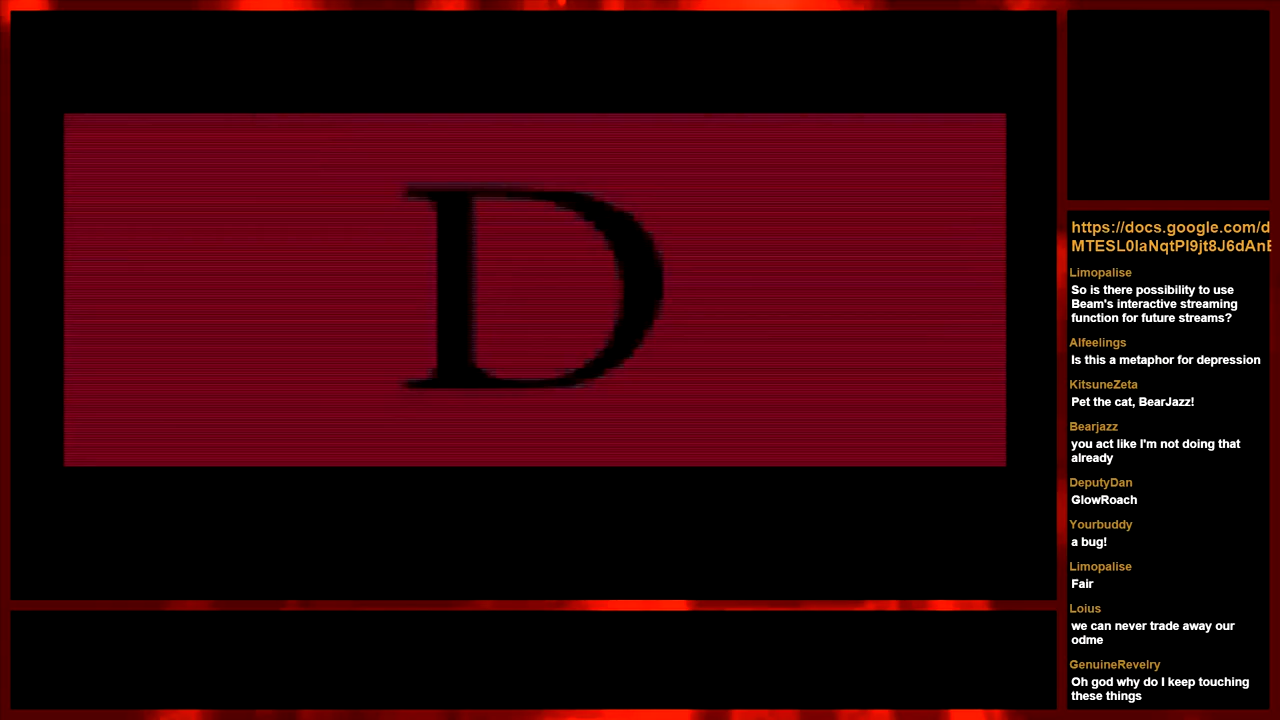 D
https://docs.google.com/d
Limopalise
So is there possibility to use
Beam's interactive streaming
function for future streams?
Alfeelings
Is this a metaphor for depression
KitsuneZeta
Pet the cat, BearJazz!
Bearjazz
you act like I'm not doing that
already
DeputyDan
GlowRoach
Yourbuddy
a bug!
Limopalise
Fair
Loius
we can never trade away our
odme
GenuineRevelry
Oh god why do I keep touching
these things